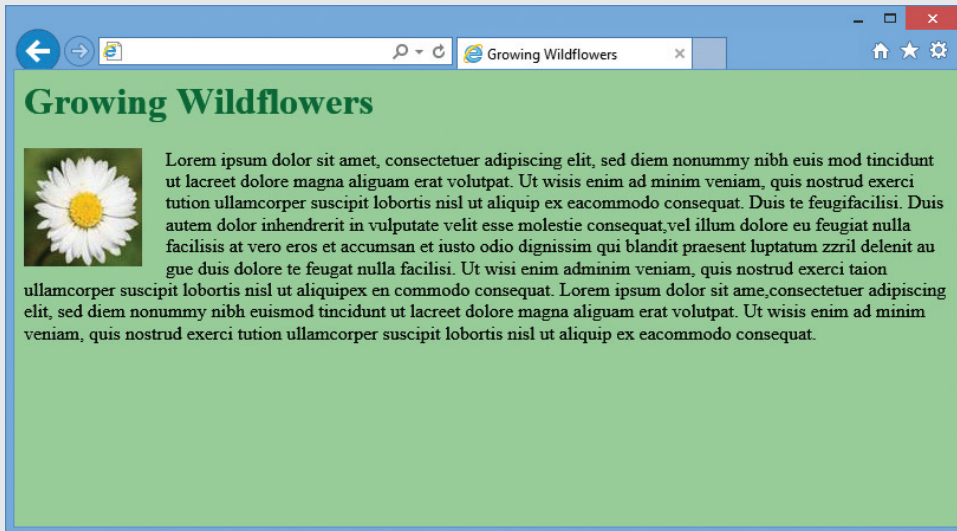 Growing Wildflowers
Growing Wildflowers
Lorem ipsum dolor sit amet, consectetuer adipiscing elit, sed diem nonummy nibh euis mod tincidunt
ut lacreet dolore magna aliguam erat volutpat. Ut wisis enim ad minim veniam, quis nostrud exerci
tution ullamcorper suscipit lobortis nisl ut aliquip ex eacommodo consequat. Duis te feugifacilisi. Duis
autem dolor inhendrerit in vulputate velit esse molestie consequat,vel illum dolore eu feugiat nulla
facilisis at vero eros et accumsan et iusto odio dignissim qui blandit praesent luptatum zzril delenit au
gue duis dolore te feugat nulla facilisi. Ut wisi enim adminim veniam, quis nostrud exerci taion
ullamcorper suscipit lobortis nisl ut aliquipex en commodo consequat. Lorem ipsum dolor sit ame,consectetuer adipiscing
elit, sed diem nonummy nibh euismod tincidunt ut lacreet dolore magna aliguam erat volutpat. Ut wisis enim ad minim
veniam, quis nostrud exerci tution ullamcorper suscipit lobortis nisl ut aliquip ex eacommodo consequat.